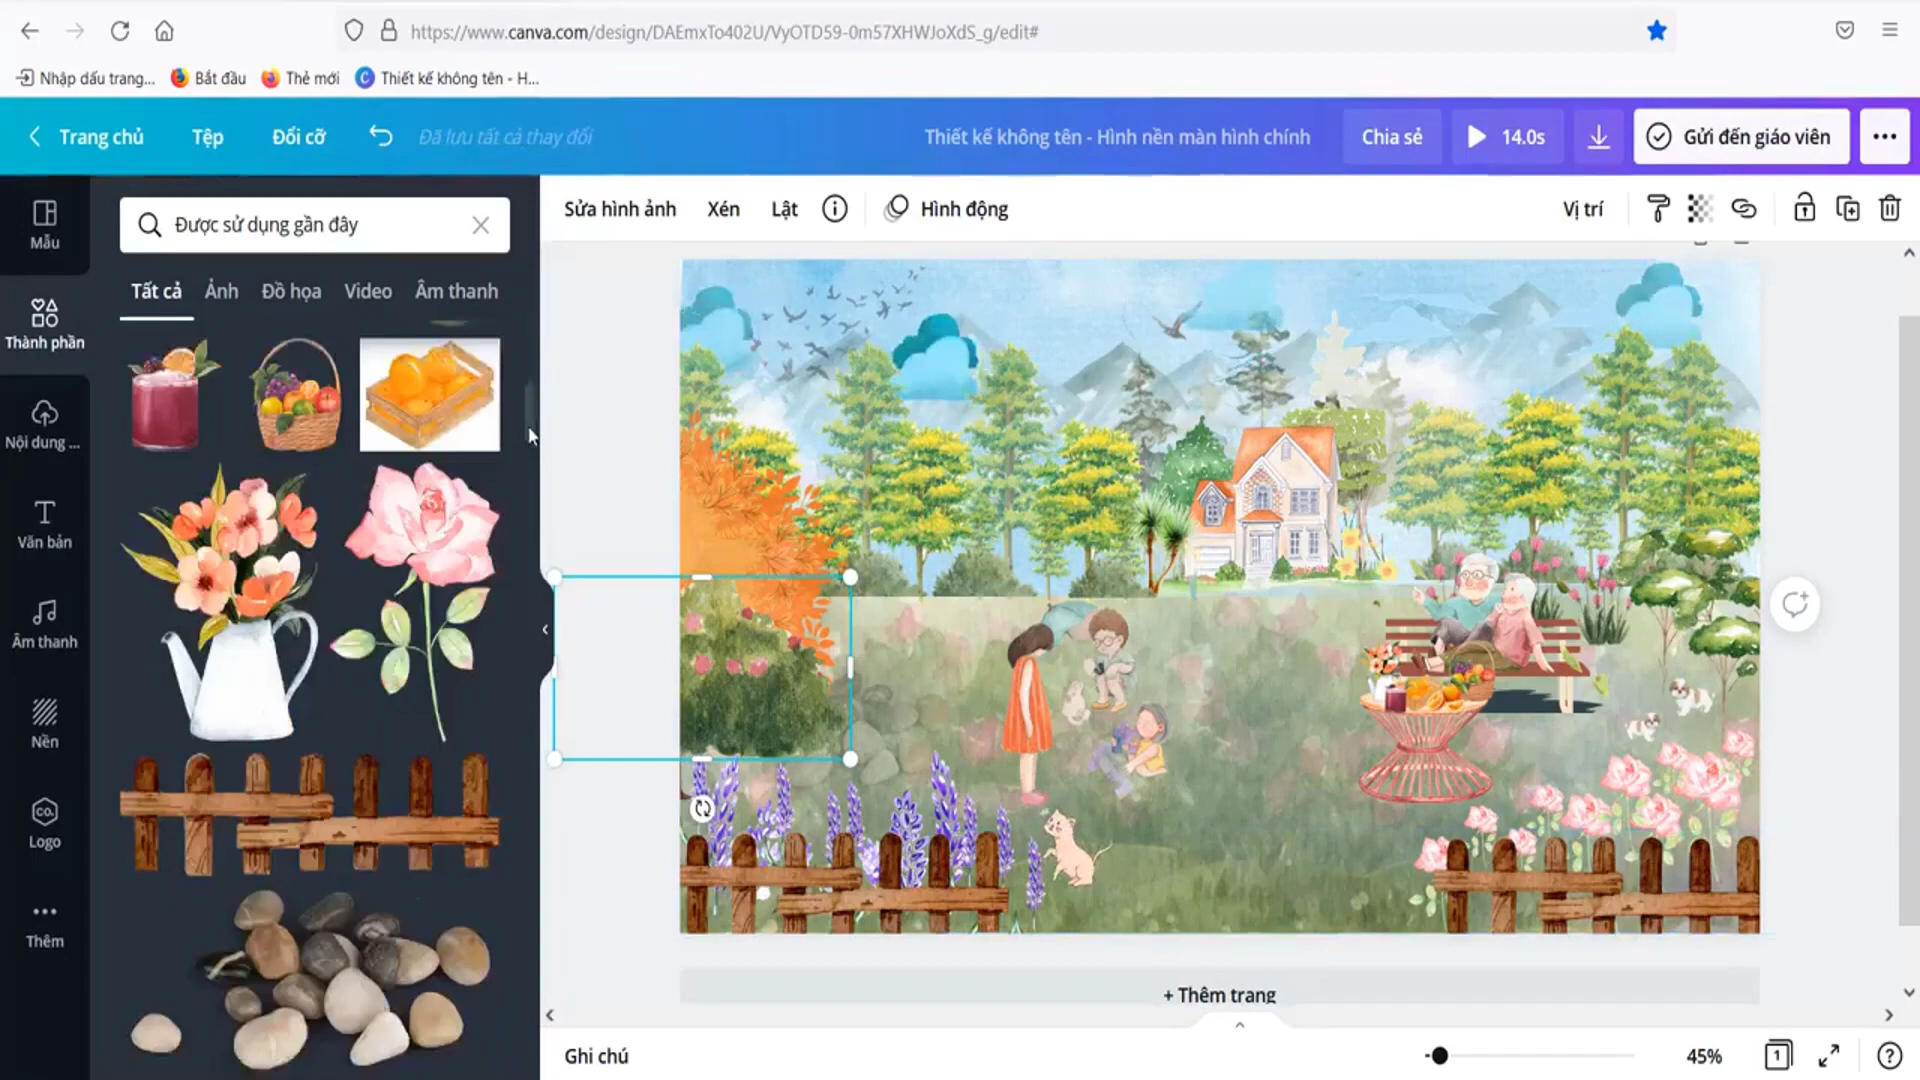 https://www.canva.com/design/DAEmxTo402U/VyOTD59-0m57XHWJoXdS_g/edit#
Nhập dấu trang...
Bắt đầu
Thẻ mới
C
Thiết kế không tên - H...
Trang chủ
Tệp
Đổi cỡ
Đã lưu tất cả thay đổi
Thiết kế không tên - Hình nền màn hình chính
Chia sẻ
14.0s
Gửi đến giáo viên
Mẫu
Thành phần
Nội dung ...
Văn bản
Âm thanh
Nền
CO.
Logo
Thêm
Được sử dụng gần đây
Tất cả
Ảnh
Đồ họa
Video
Âm thanh
Sửa hình ảnh
Xén
Lật
Hình động
Vị trí
+ Thêm trang
Ghi chú
45%
1
?